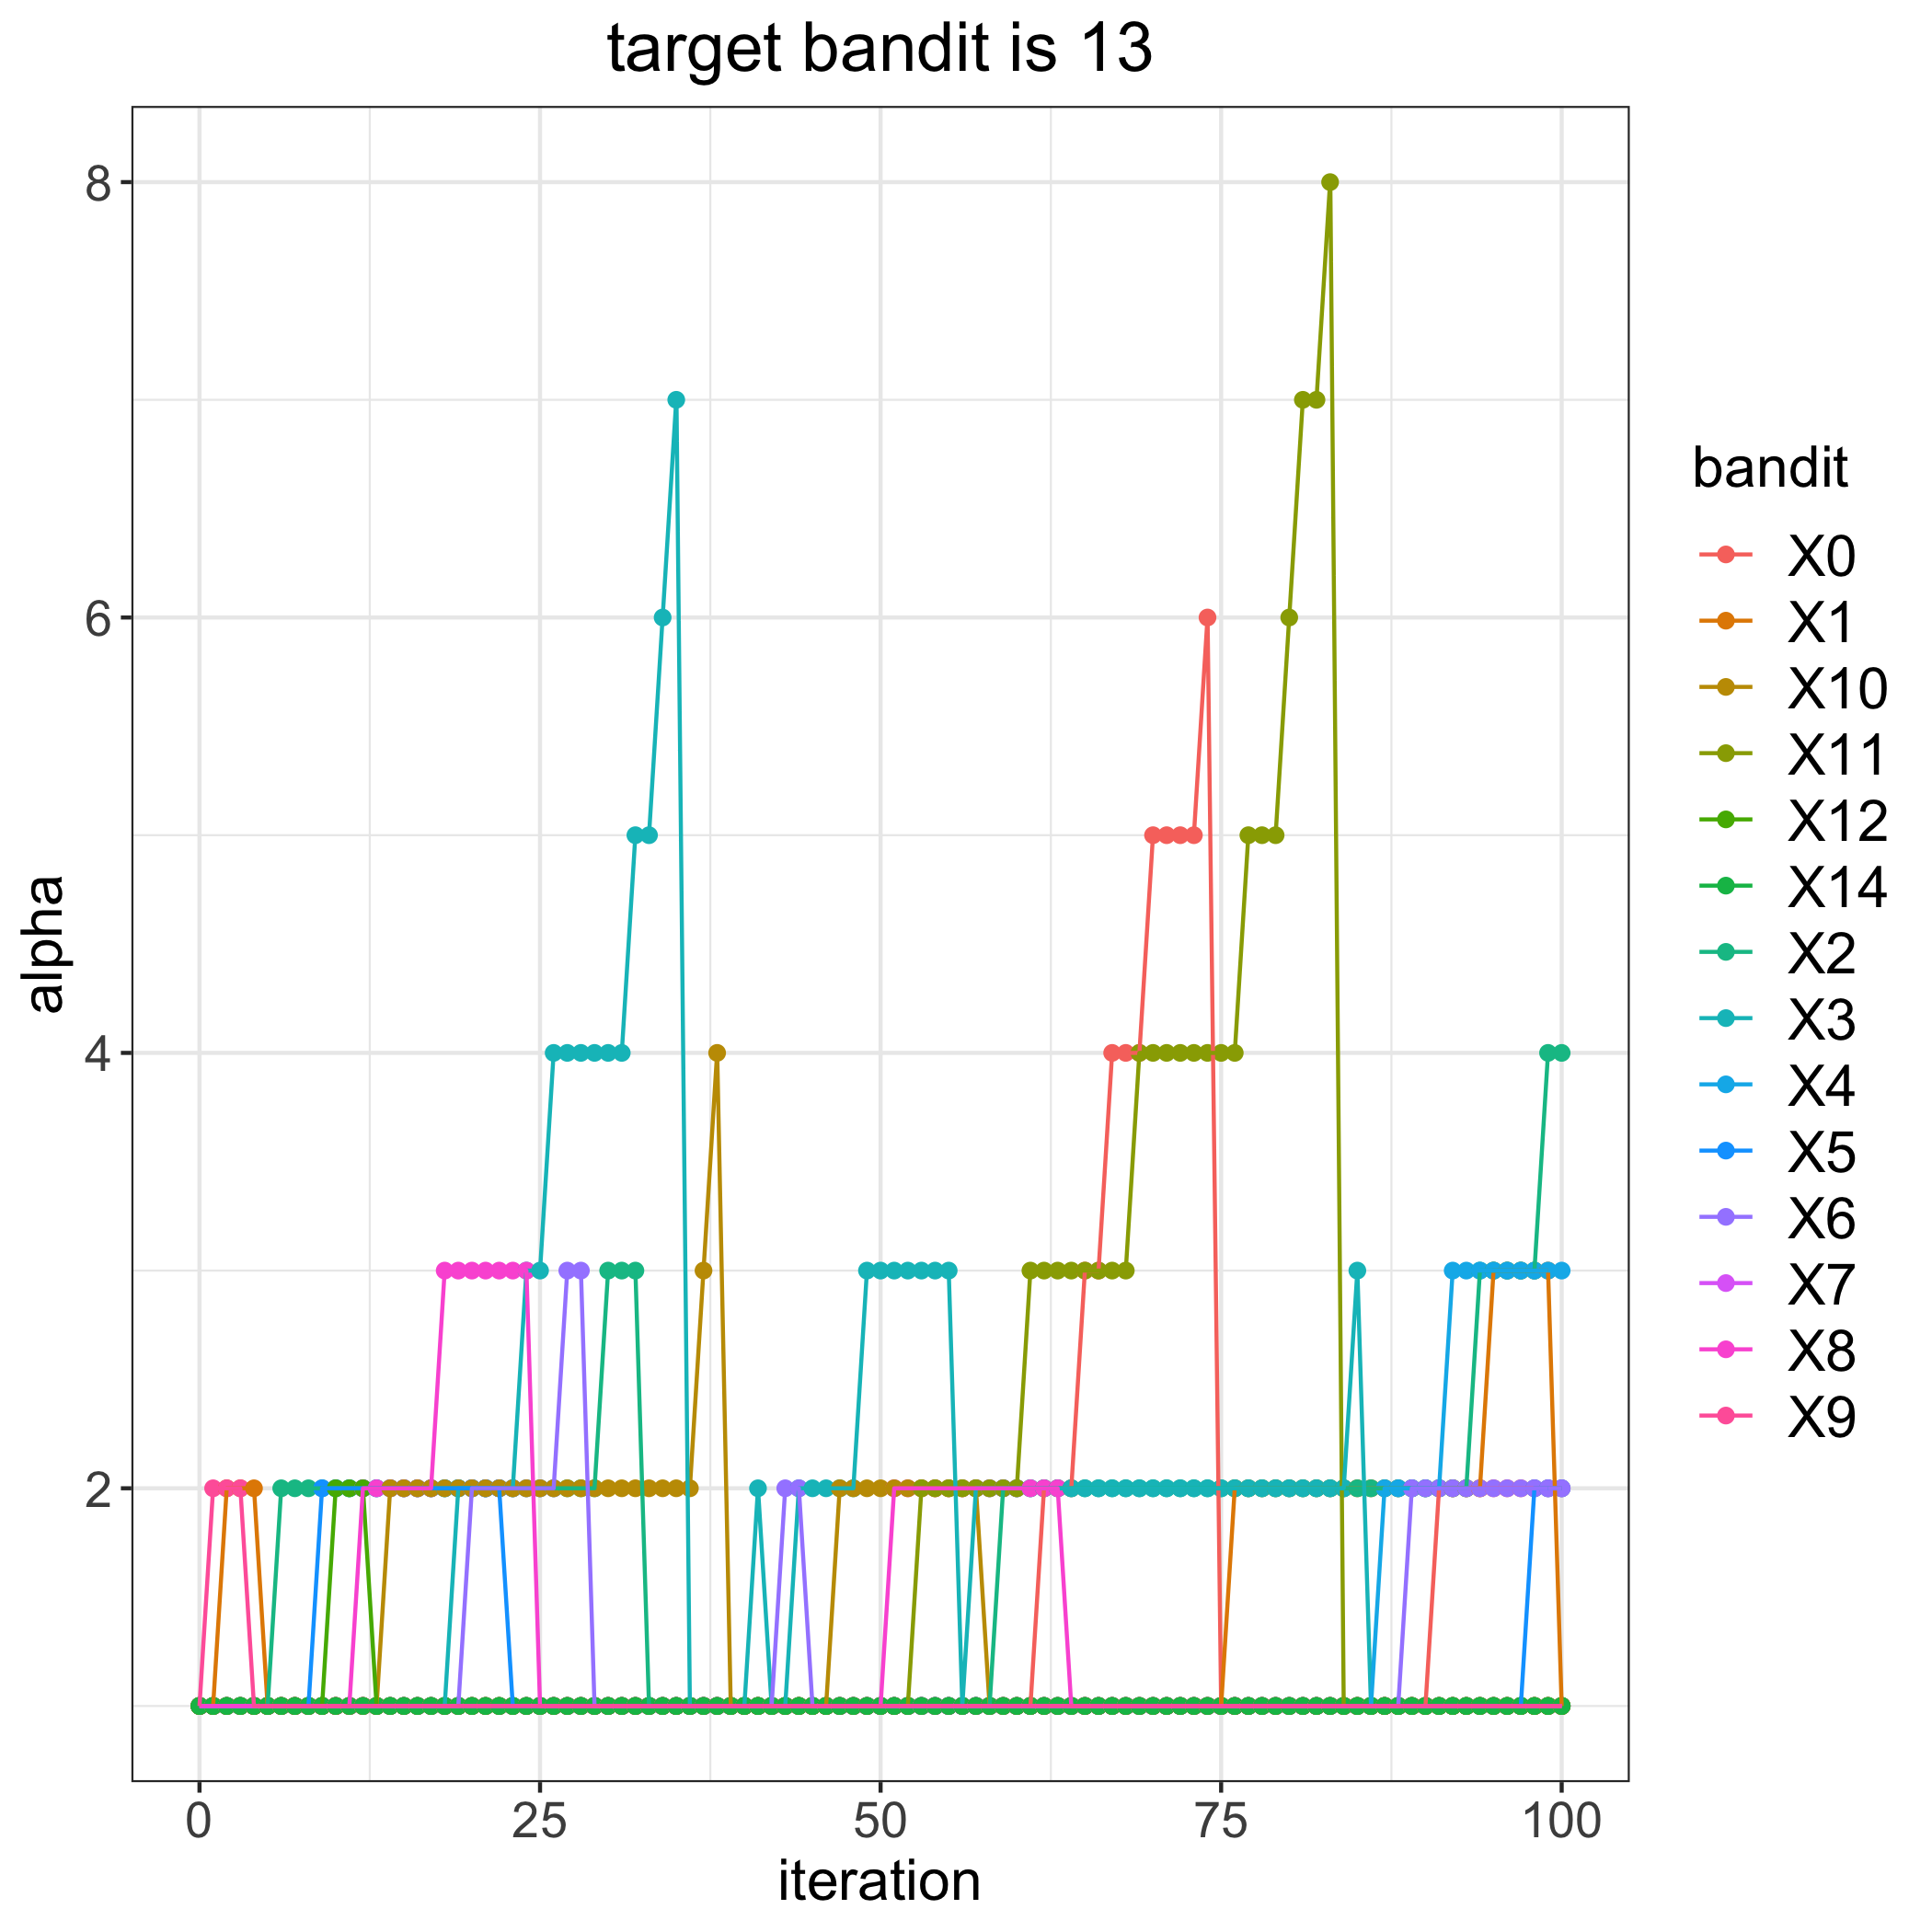 target bandit is 13
8
6
4
2
alpha
0 25 50 75 100
iteration
bandit
X0
X1
X10
X11
X12
X14
X2
X3
X4
X5
X6
X7
X8
X9